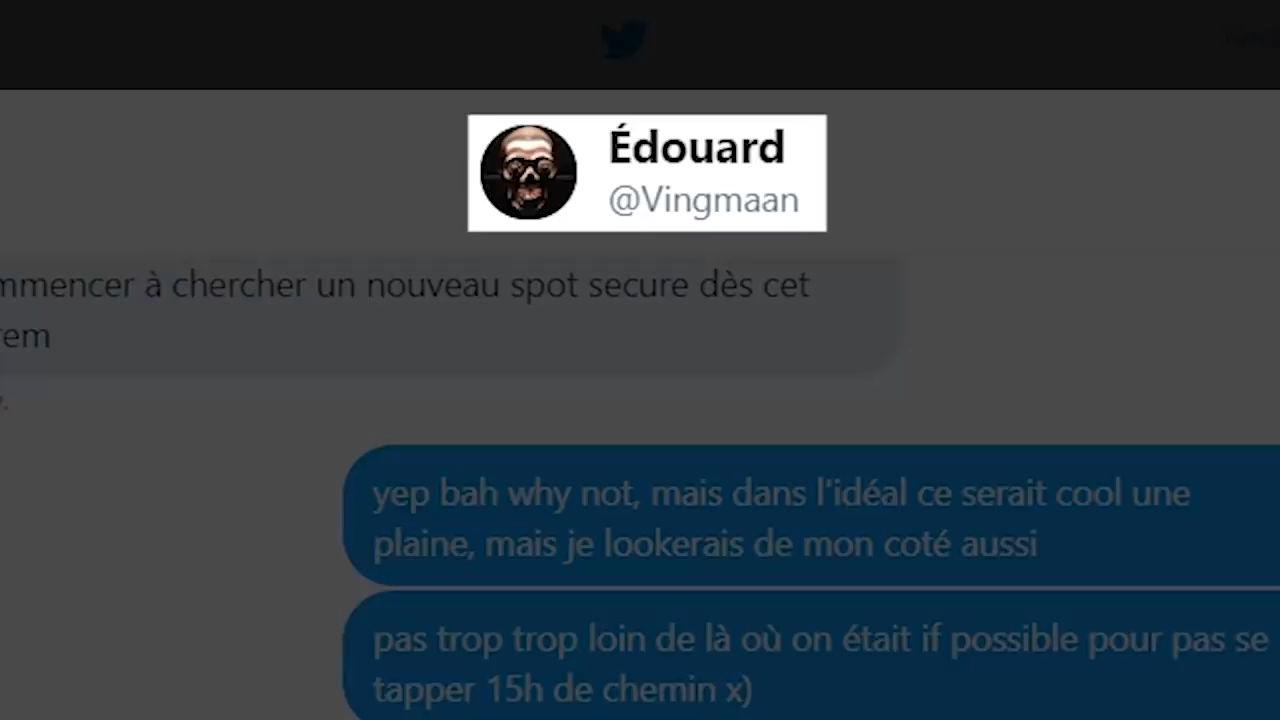 Édouard
@Vingmaan
mmencer à chercher un nouveau spot secure dès cet
rem
yep bah why not, mais dans l'idéal ce serait cool une
plaine, mais je lookerais de mon coté aussi
pas trop trop loin de là où on était if possible pour pas se
tapper 15h de chemin x)